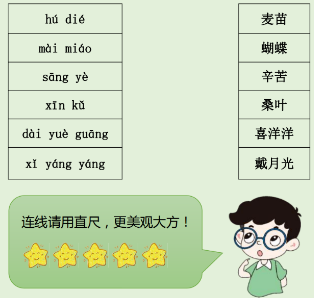 hú dié
mài miáo
sāng yè
xīn kǔ
dài yuè guāng
xǐ yáng yáng
麦苗
蝴蝶
辛苦
桑叶
喜洋洋
戴月光
连线请用直尺，更美观大方！